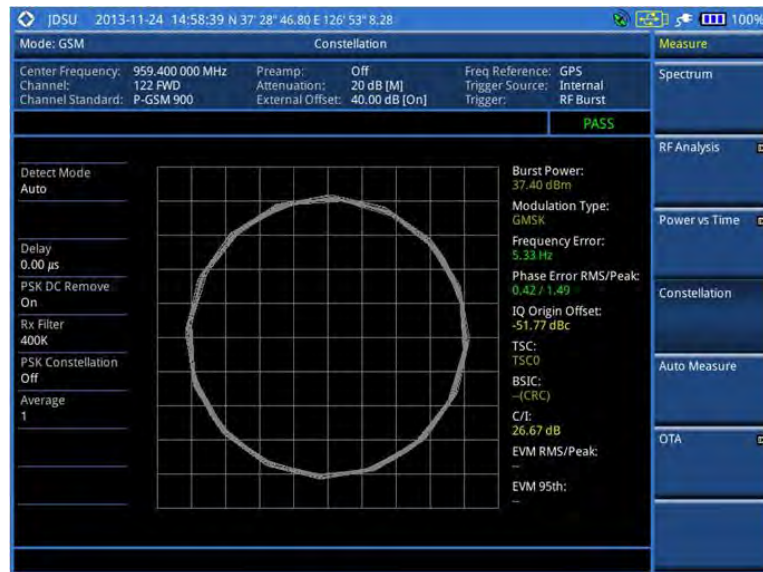 JDSU 2013-11-24 14:58:39 N 37' 28" 46.80 E 126' 53" 8.28 100%
Mode: GSM Constellation Measure
Center Frequency: 959.400 000 MHz Preamp: Off Freq Reference: GPS
Channel: 122 FWD Attenuation: 20 dB [M] Trigger Source: Internal
Channel Standard: P-GSM 900 External Offset: 40.00 dB [On] Trigger: RF Burst
Spectrum
PASS
RF Analysis
Detect Mode
Auto
Delay
0.00 µs
PSK DC Remove
On
Rx Filter
400K
PSK Constellation
Off
Average
1
Burst Power:
37.40 dBm
Modulation Type:
GMSK
Frequency Error:
5.33 Hz
Phase Error RMS/Peak:
0.42 / 1.49
IQ Origin Offset:
-51.77 dBc
TSC:
TSC0
BSIC:
--(CRC)
C/I:
26.67 dB
EVM RMS/Peak:
--
EVM 95th:
--
Power vs Time
Constellation
Auto Measure
OTA